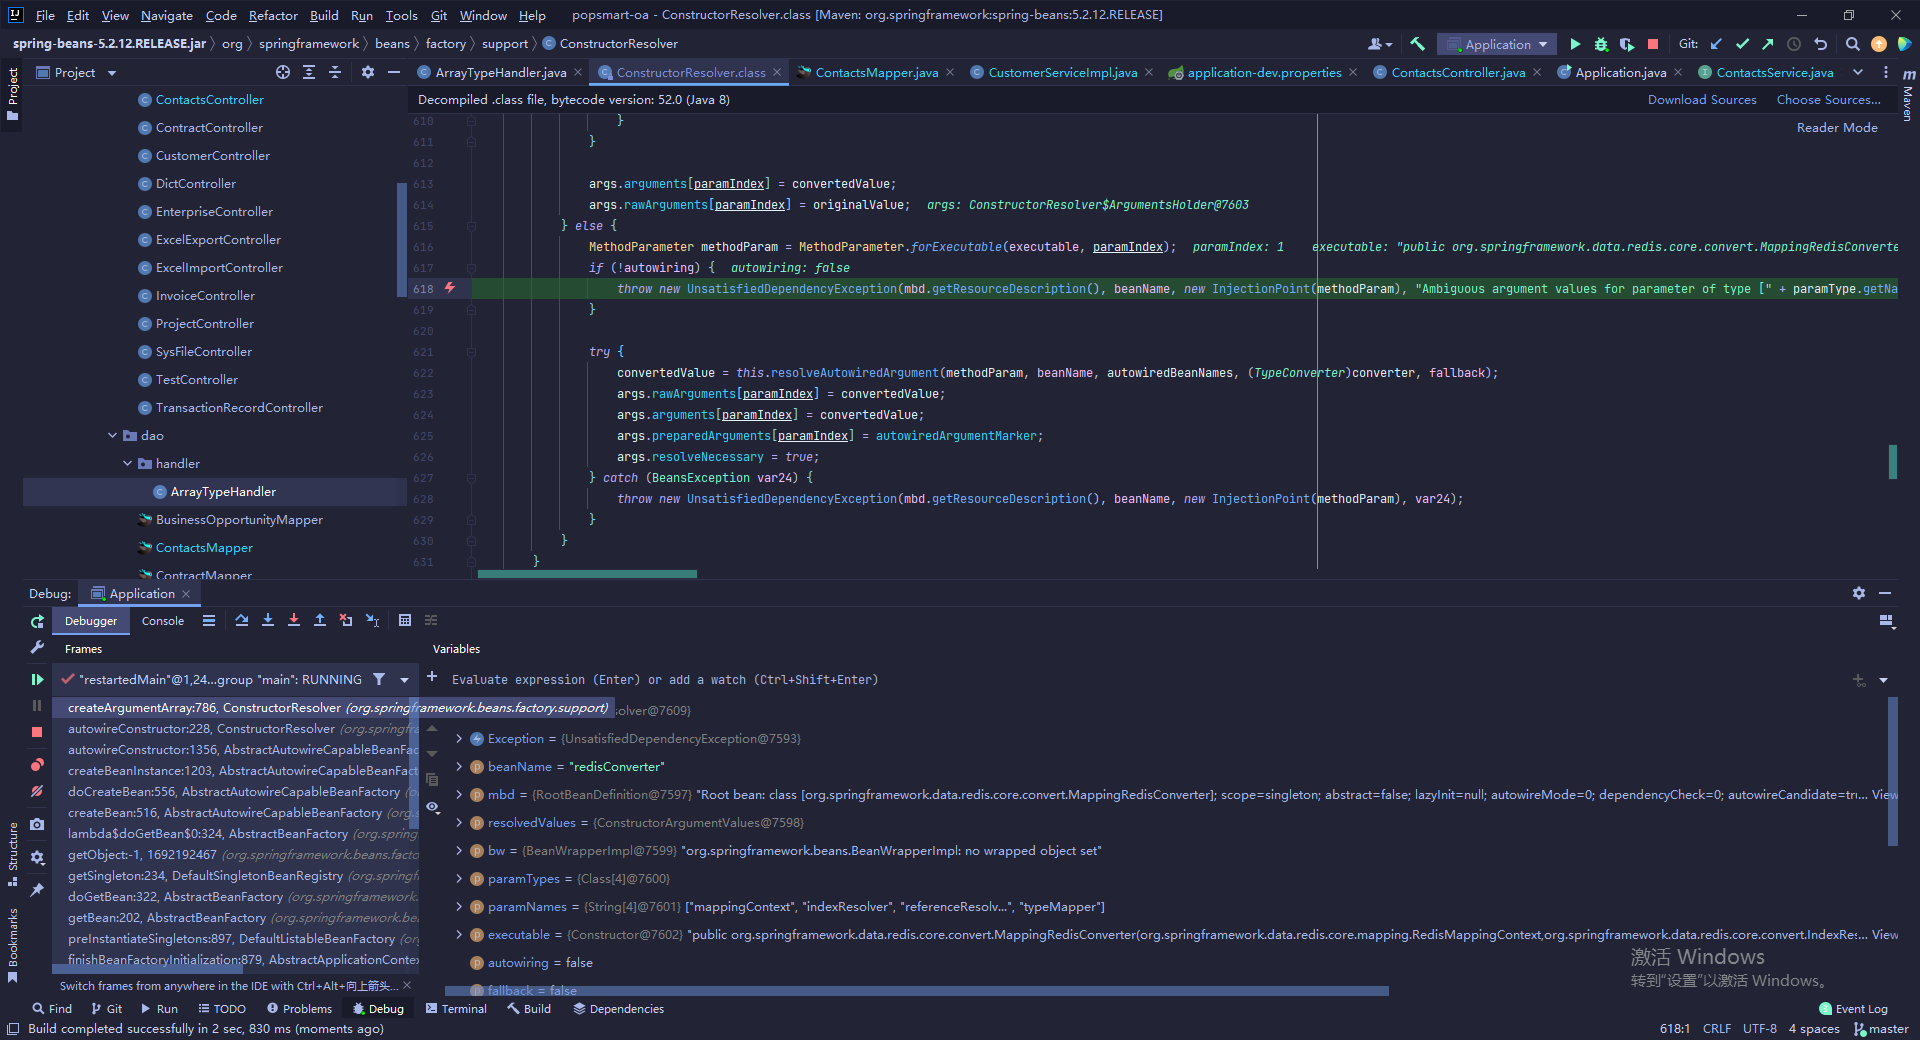 File Edit View Navigate Code Refactor Build Run Tools Git Window Help popsmart-oa - ConstructorResolver.class [Maven: org.springframework:spring-beans:5.2.12.RELEASE]
spring-beans-5.2.12.RELEASE.jar org springframework beans factory support ConstructorResolver Application Git:
Project ArrayTypeHandler.java ConstructorResolver.class ContactsMapper.java CustomerServiceImpl.java application-dev.properties ContactsController.java Application.java ContactsService.java
Project
Maven
Decompiled .class file, bytecode version: 52.0 (Java 8) Download Sources Choose Sources...
Reader Mode
ContactsController
ContractController
CustomerController
DictController
EnterpriseController
ExcelExportController
ExcelImportController
InvoiceController
ProjectController
SysFileController
TestController
TransactionRecordController
dao
handler
ArrayTypeHandler
BusinessOpportunityMapper
ContactsMapper
ContractMapper
610 }
611 }
612
613 args.arguments[paramIndex] = convertedValue;
614 args.rawArguments[paramIndex] = originalValue; args: ConstructorResolver$ArgumentsHolder@7603
615 } else {
616 MethodParameter methodParam = MethodParameter.forExecutable(executable, paramIndex); paramIndex: 1 executable: "public org.springframework.data.redis.core.convert.MappingRedisConverte
617 if (!autowiring) { autowiring: false
618 throw new UnsatisfiedDependencyException(mbd.getResourceDescription(), beanName, new InjectionPoint(methodParam), "Ambiguous argument values for parameter of type [" + paramType.getNa
619 }
620
621 try {
622 convertedValue = this.resolveAutowiredArgument(methodParam, beanName, autowiredBeanNames, (TypeConverter)converter, fallback);
623 args.rawArguments[paramIndex] = convertedValue;
624 args.arguments[paramIndex] = convertedValue;
625 args.preparedArguments[paramIndex] = autowiredArgumentMarker;
626 args.resolveNecessary = true;
627 } catch (BeansException var24) {
628 throw new UnsatisfiedDependencyException(mbd.getResourceDescription(), beanName, new InjectionPoint(methodParam), var24);
629 }
630 }
631 }
Debug: Application
Debugger Console
Frames
"restartedMain"@1,24...group "main": RUNNING
createArgumentArray:786, ConstructorResolver (org.springframework.beans.factory.support)
autowireConstructor:228, ConstructorResolver (org.springfra
autowireConstructor:1356, AbstractAutowireCapableBeanFac
createBeanInstance:1203, AbstractAutowireCapableBeanFact
doCreateBean:556, AbstractAutowireCapableBeanFactory (o
createBean:516, AbstractAutowireCapableBeanFactory (org.
lambda$doGetBean$0:324, AbstractBeanFactory (org.spring
getObject:-1, 1692192467 (org.springframework.beans.facto
getSingleton:234, DefaultSingletonBeanRegistry (org.springfr
doGetBean:322, AbstractBeanFactory (org.springframework.
getBean:202, AbstractBeanFactory (org.springframework.be
preInstantiateSingletons:897, DefaultListableBeanFactory (org
finishBeanFactoryInitialization:879, AbstractApplicationConte
Switch frames from anywhere in the IDE with Ctrl+Alt+向上箭头...
Variables
Evaluate expression (Enter) or add a watch (Ctrl+Shift+Enter)
solver@7609}
Exception = {UnsatisfiedDependencyException@7593}
beanName = "redisConverter"
mbd = {RootBeanDefinition@7597} "Root bean: class [org.springframework.data.redis.core.convert.MappingRedisConverter]; scope=singleton; abstract=false; lazyInit=null; autowireMode=0; dependencyCheck=0; autowireCandidate=tru... View
resolvedValues = {ConstructorArgumentValues@7598}
bw = {BeanWrapperImpl@7599} "org.springframework.beans.BeanWrapperImpl: no wrapped object set"
paramTypes = {Class[4]@7600}
paramNames = {String[4]@7601} ["mappingContext", "indexResolver", "referenceResolv...", "typeMapper"]
executable = {Constructor@7602} "public org.springframework.data.redis.core.convert.MappingRedisConverter(org.springframework.data.redis.core.mapping.RedisMappingContext,org.springframework.data.redis.core.convert.IndexRes... View
autowiring = false
fallback = false
激活 Windows
转到"设置"以激活 Windows。
Structure
Bookmarks
Find Git Run TODO Problems Debug Terminal Build Dependencies Event Log
Build completed successfully in 2 sec, 830 ms (moments ago) 618:1 CRLF UTF-8 4 spaces master